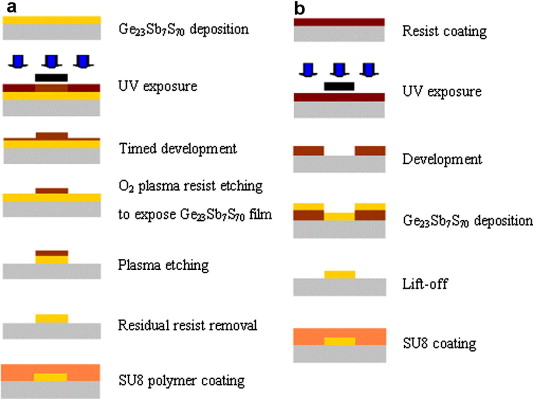 a
Ge23Sb7S70 deposition
UV exposure
Timed development
O2 plasma resist etching
to expose Ge23Sb7S70 film
Plasma etching
Residual resist removal
SU8 polymer coating
b
Resist coating
UV exposure
Development
Ge23Sb7S70 deposition
Lift-off
SU8 coating